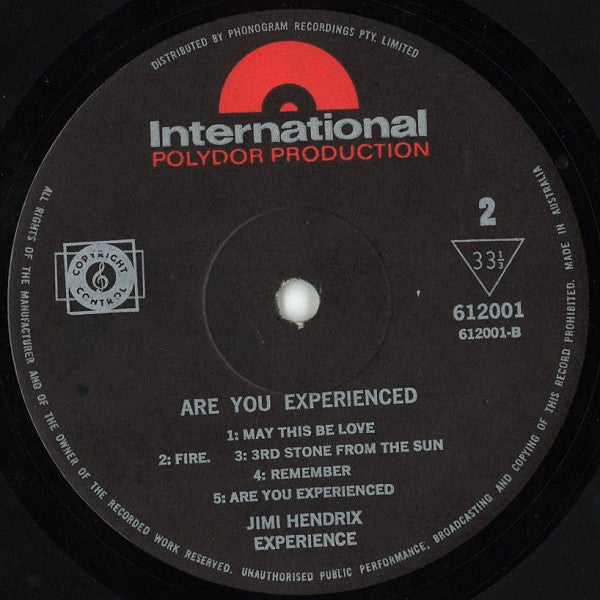 DISTRIBUTED BY PHONOGRAM RECORDINGS PTY. LIMITED
International
POLYDOR PRODUCTION
2
COPYRIGHT
CONTROL
33⅓
612001
612001-B
ARE YOU EXPERIENCED
1: MAY THIS BE LOVE
2: FIRE. 3: 3RD STONE FROM THE SUN
4: REMEMBER
5: ARE YOU EXPERIENCED
JIMI HENDRIX
EXPERIENCE
ALL RIGHTS OF THE MANUFACTURER AND OF THE OWNER OF THE RECORDED WORK RESERVED. UNAUTHORISED PUBLIC PERFORMANCE, BROADCASTING AND COPYING OF THIS RECORD PROHIBITED. MADE IN AUSTRALIA